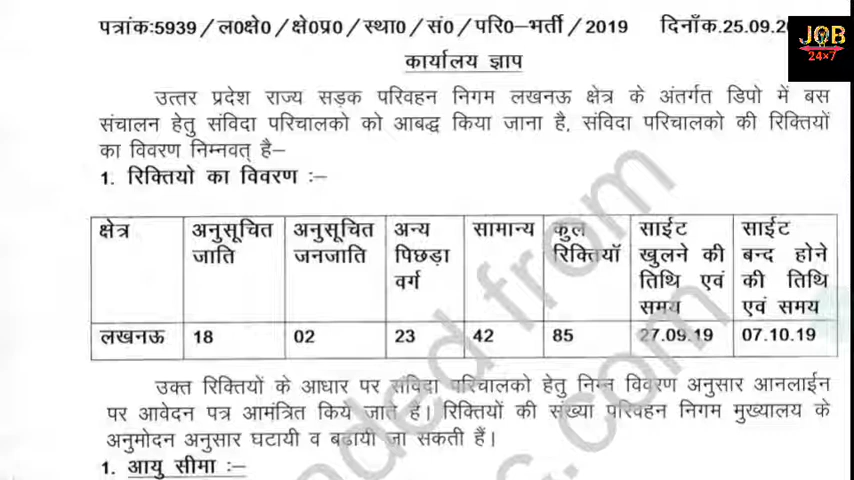 पत्रांक:5939/ल0क्षे0/क्षे0प्र0/स्था0/सं0/परि0-भर्ती/2019 दिनाँक.25.09.
JOB
24×7
कार्यालय ज्ञाप
उत्तर प्रदेश राज्य सड़क परिवहन निगम लखनऊ क्षेत्र के अंतर्गत डिपो में बस
संचालन हेतु संविदा परिचालको को आबद्ध किया जाना है, संविदा परिचालको की रिक्तियों
का विवरण निम्नवत् है–
1. रिक्तियो का विवरण :–
क्षेत्र अनुसूचित जाति अनुसूचित जनजाति अन्य पिछड़ा वर्ग सामान्य कुल रिक्तियाॅ साईट खुलने की तिथि एवं समय साईट बन्द होने की तिथि एवं समय
लखनऊ 18 02 23 42 85 27.09.19 07.10.19
उक्त रिक्तियों के आधार पर संविदा परिचालको हेतु निम्न विवरण अनुसार आनलाईन
पर आवेदन पत्र आमंत्रित किये जाते हैं। रिक्तियों की संख्या परिवहन निगम मुख्यालय के
अनुमोदन अनुसार घटायी व बढायी जा सकती हैं।
1. आयु सीमा :–